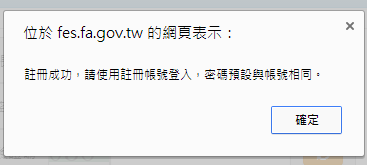 位於 fes.fa.gov.tw 的網頁表示：
註冊成功，請使用註冊帳號登入，密碼預設與帳號相同。
確定